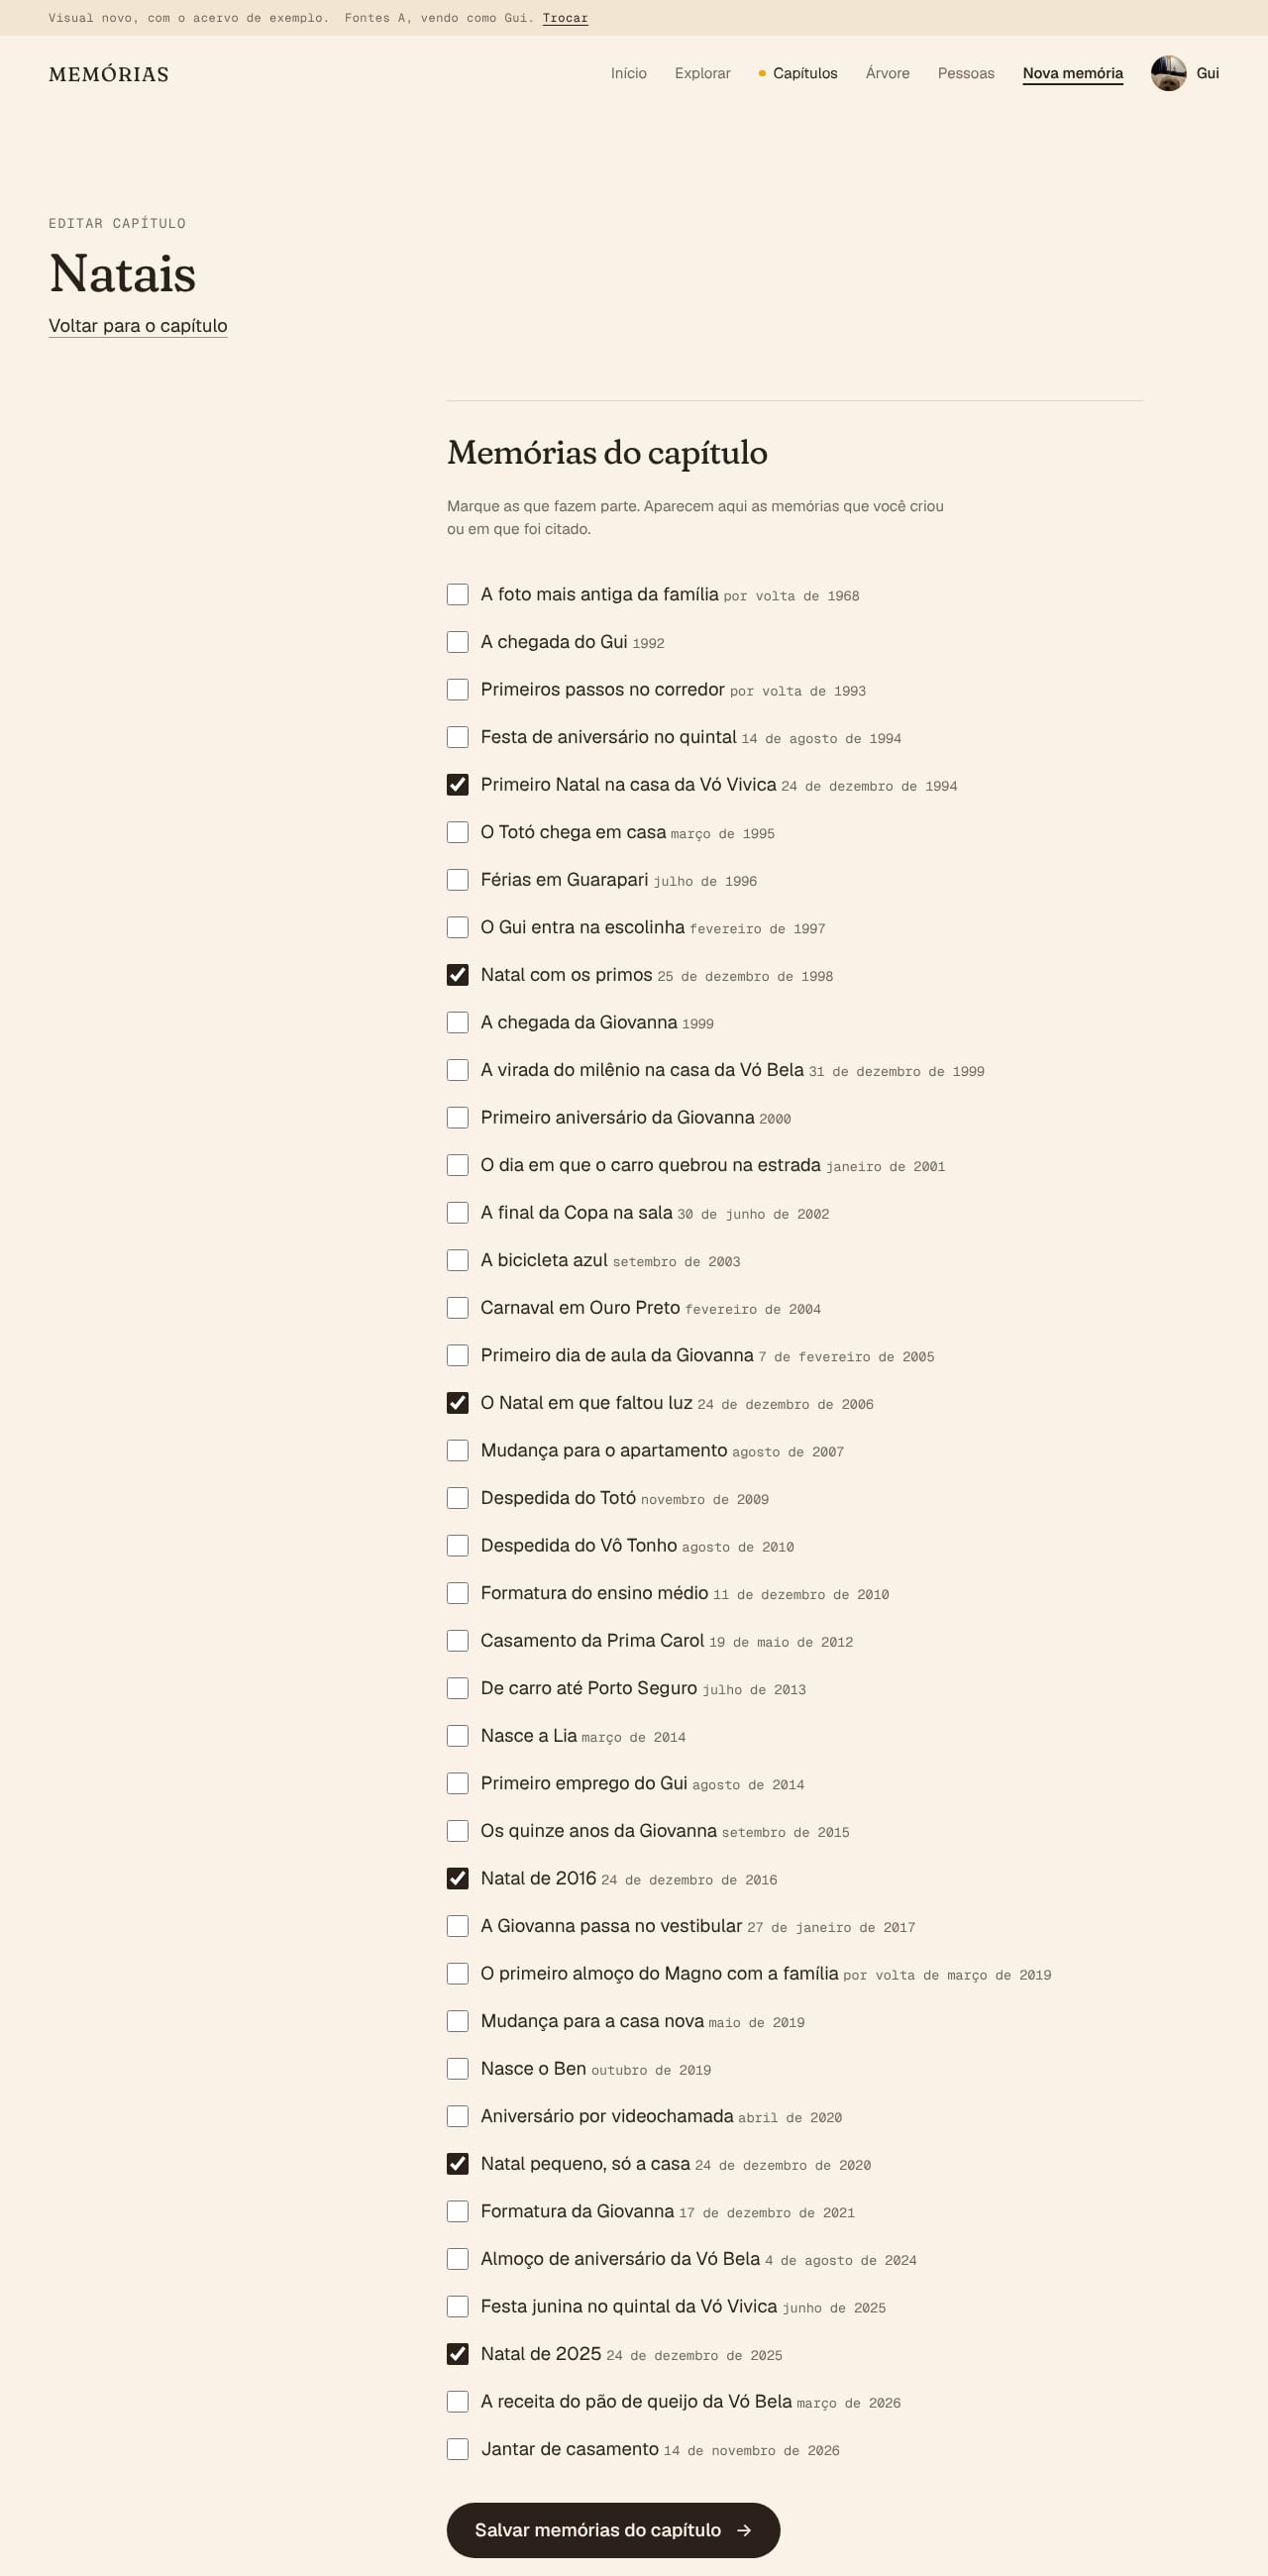 Visual novo, com o acervo de exemplo. Fontes A, vendo como Gui. Trocar
MEMÓRIAS
Início
Explorar
Capítulos
Árvore
Pessoas
Nova memória
Gui
EDITAR CAPÍTULO
Natais
Voltar para o capítulo
Memórias do capítulo
Marque as que fazem parte. Aparecem aqui as memórias que você criou
ou em que foi citado.
A foto mais antiga da família por volta de 1968
A chegada do Gui 1992
Primeiros passos no corredor por volta de 1993
Festa de aniversário no quintal 14 de agosto de 1994
Primeiro Natal na casa da Vó Vivica 24 de dezembro de 1994
O Totó chega em casa março de 1995
Férias em Guarapari julho de 1996
O Gui entra na escolinha fevereiro de 1997
Natal com os primos 25 de dezembro de 1998
A chegada da Giovanna 1999
A virada do milênio na casa da Vó Bela 31 de dezembro de 1999
Primeiro aniversário da Giovanna 2000
O dia em que o carro quebrou na estrada janeiro de 2001
A final da Copa na sala 30 de junho de 2002
A bicicleta azul setembro de 2003
Carnaval em Ouro Preto fevereiro de 2004
Primeiro dia de aula da Giovanna 7 de fevereiro de 2005
O Natal em que faltou luz 24 de dezembro de 2006
Mudança para o apartamento agosto de 2007
Despedida do Totó novembro de 2009
Despedida do Vô Tonho agosto de 2010
Formatura do ensino médio 11 de dezembro de 2010
Casamento da Prima Carol 19 de maio de 2012
De carro até Porto Seguro julho de 2013
Nasce a Lia março de 2014
Primeiro emprego do Gui agosto de 2014
Os quinze anos da Giovanna setembro de 2015
Natal de 2016 24 de dezembro de 2016
A Giovanna passa no vestibular 27 de janeiro de 2017
O primeiro almoço do Magno com a família por volta de março de 2019
Mudança para a casa nova maio de 2019
Nasce o Ben outubro de 2019
Aniversário por videochamada abril de 2020
Natal pequeno, só a casa 24 de dezembro de 2020
Formatura da Giovanna 17 de dezembro de 2021
Almoço de aniversário da Vó Bela 4 de agosto de 2024
Festa junina no quintal da Vó Vivica junho de 2025
Natal de 2025 24 de dezembro de 2025
A receita do pão de queijo da Vó Bela março de 2026
Jantar de casamento 14 de novembro de 2026
Salvar memórias do capítulo →